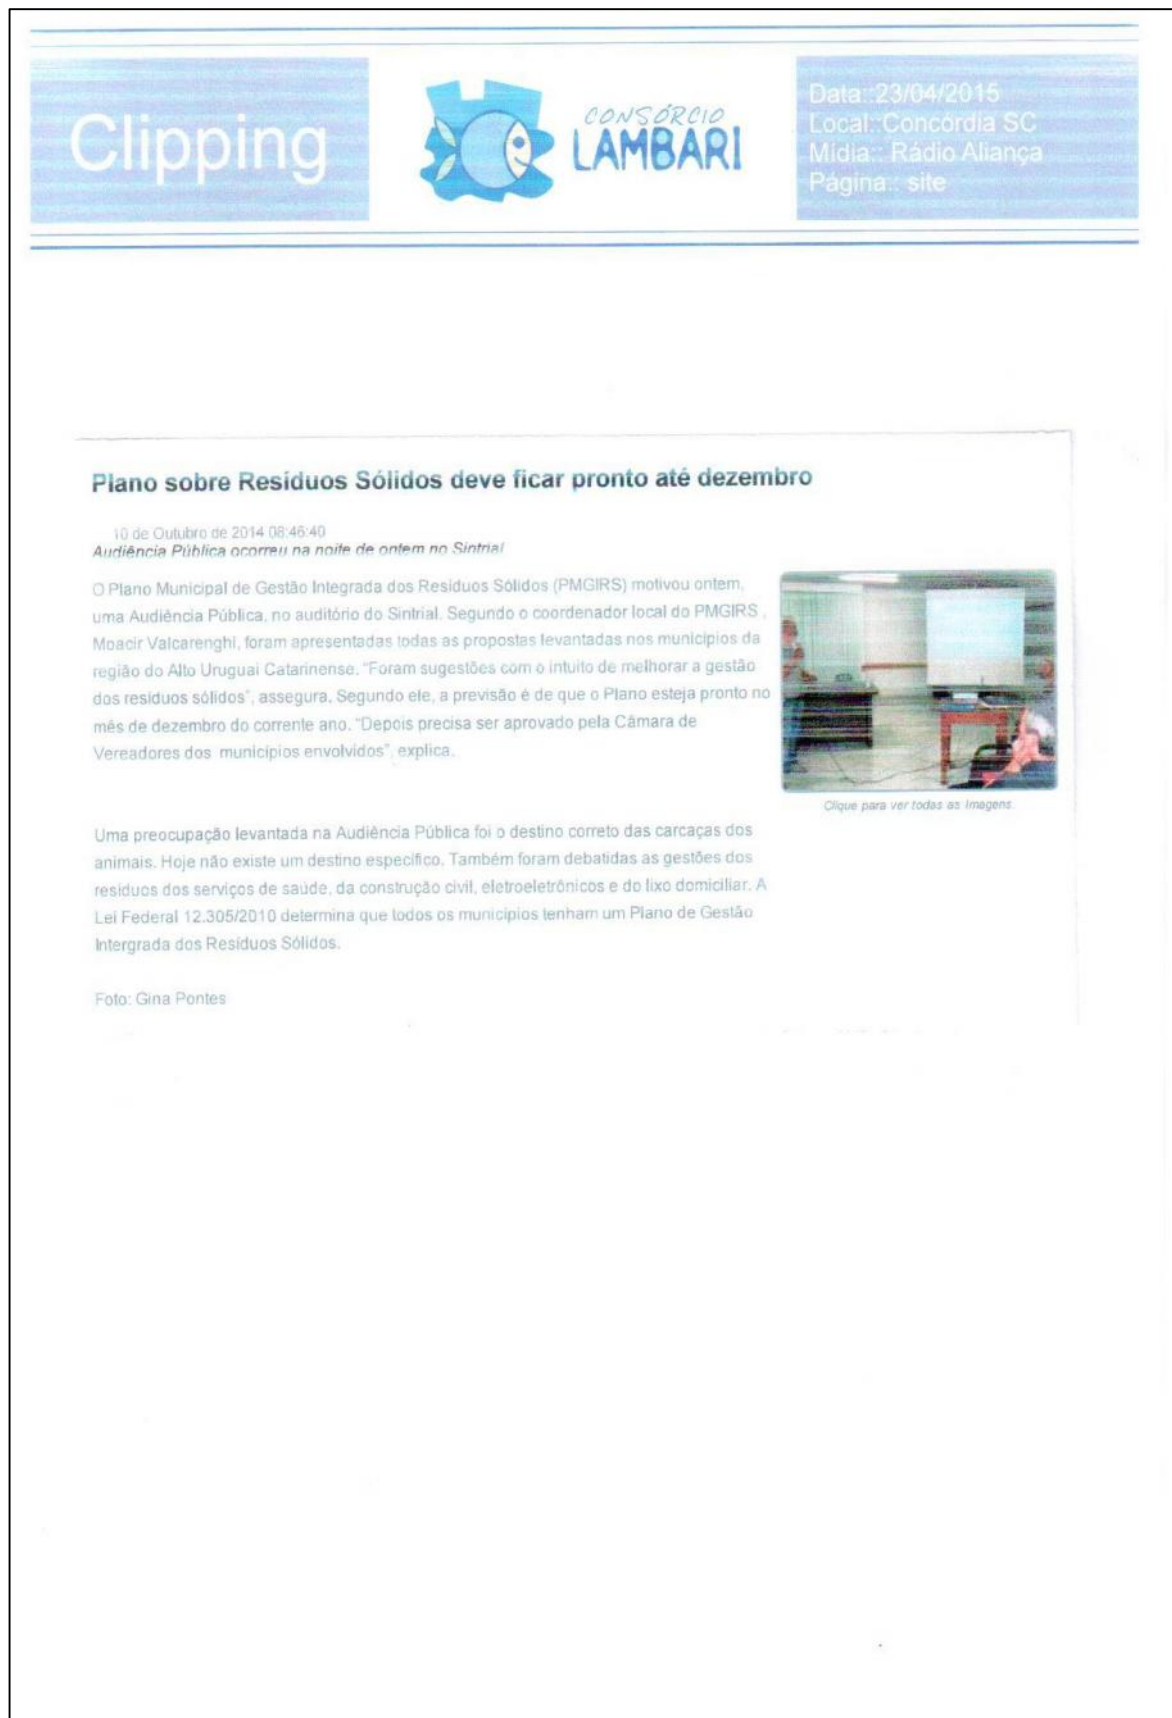 Clipping
CONSÓRCIO
LAMBARI
Data::23/04/2015
Local::Concórdia SC
Mídia:: Rádio Aliança
Página:: site
Plano sobre Resíduos Sólidos deve ficar pronto até dezembro
10 de Outubro de 2014 08:46:40
Audiência Pública ocorreu na noite de ontem no Sintrial
O Plano Municipal de Gestão Integrada dos Resíduos Sólidos (PMGIRS) motivou ontem,
uma Audiência Pública, no auditório do Sintrial. Segundo o coordenador local do PMGIRS ,
Moacir Valcarenghi, foram apresentadas todas as propostas levantadas nos municípios da
região do Alto Uruguai Catarinense. “Foram sugestões com o intuito de melhorar a gestão
dos resíduos sólidos”, assegura. Segundo ele, a previsão é de que o Plano esteja pronto no
mês de dezembro do corrente ano. “Depois precisa ser aprovado pela Câmara de
Vereadores dos municípios envolvidos”, explica.
Clique para ver todas as Imagens.
Uma preocupação levantada na Audiência Pública foi o destino correto das carcaças dos
animais. Hoje não existe um destino específico. Também foram debatidas as gestões dos
resíduos dos serviços de saúde, da construção civil, eletroeletrônicos e do lixo domiciliar. A
Lei Federal 12.305/2010 determina que todos os municípios tenham um Plano de Gestão
Intergrada dos Resíduos Sólidos.
Foto: Gina Pontes